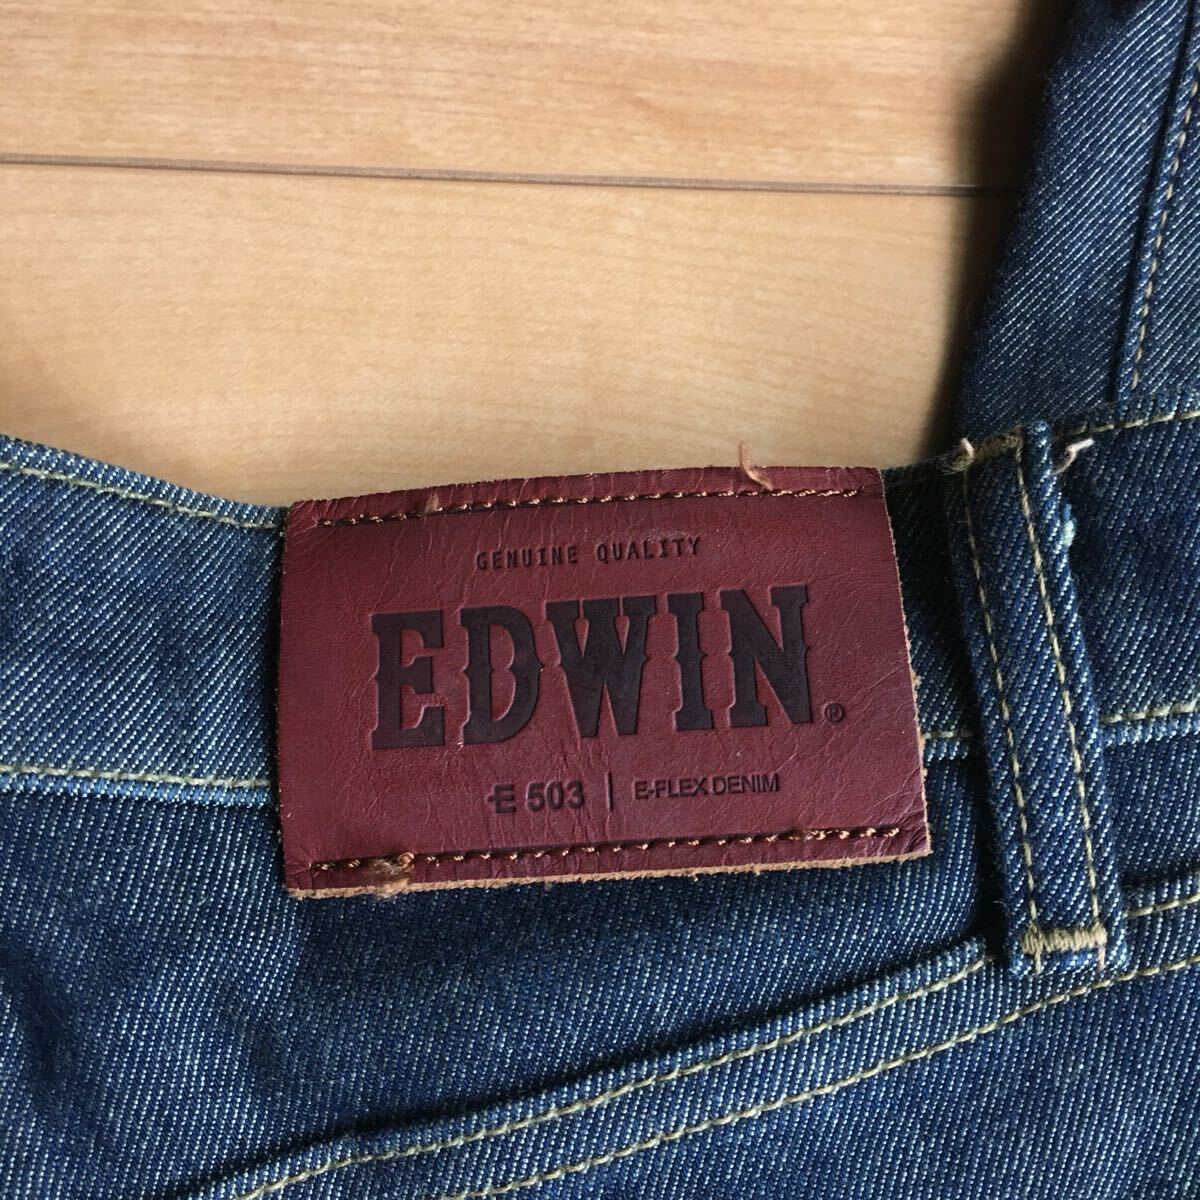 GENUINE QUALITY
EDWIN®
E 503 | E-FLEX DENIM